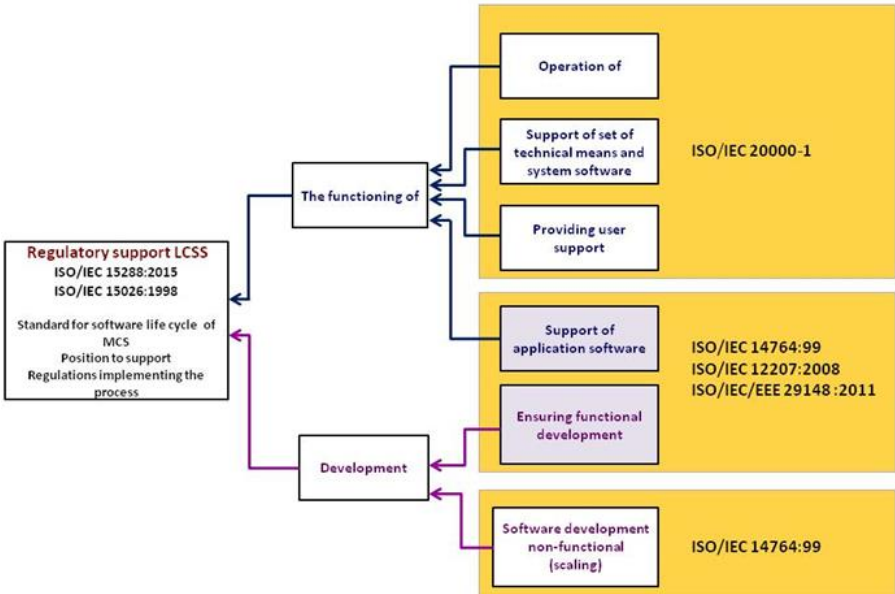 Operation of
Support of set of
technical means and
system software
Providing user
support
ISO/IEC 20000-1
The functioning of
Regulatory support LCSS
ISO/IEC 15288:2015
ISO/IEC 15026:1998
Standard for software life cycle of
MCS
Position to support
Regulations implementing the
process
Support of
application software
Ensuring functional
development
ISO/IEC 14764:99
ISO/IEC 12207:2008
ISO/IEC/EEE 29148 :2011
Development
Software development
non-functional
(scaling)
ISO/IEC 14764:99